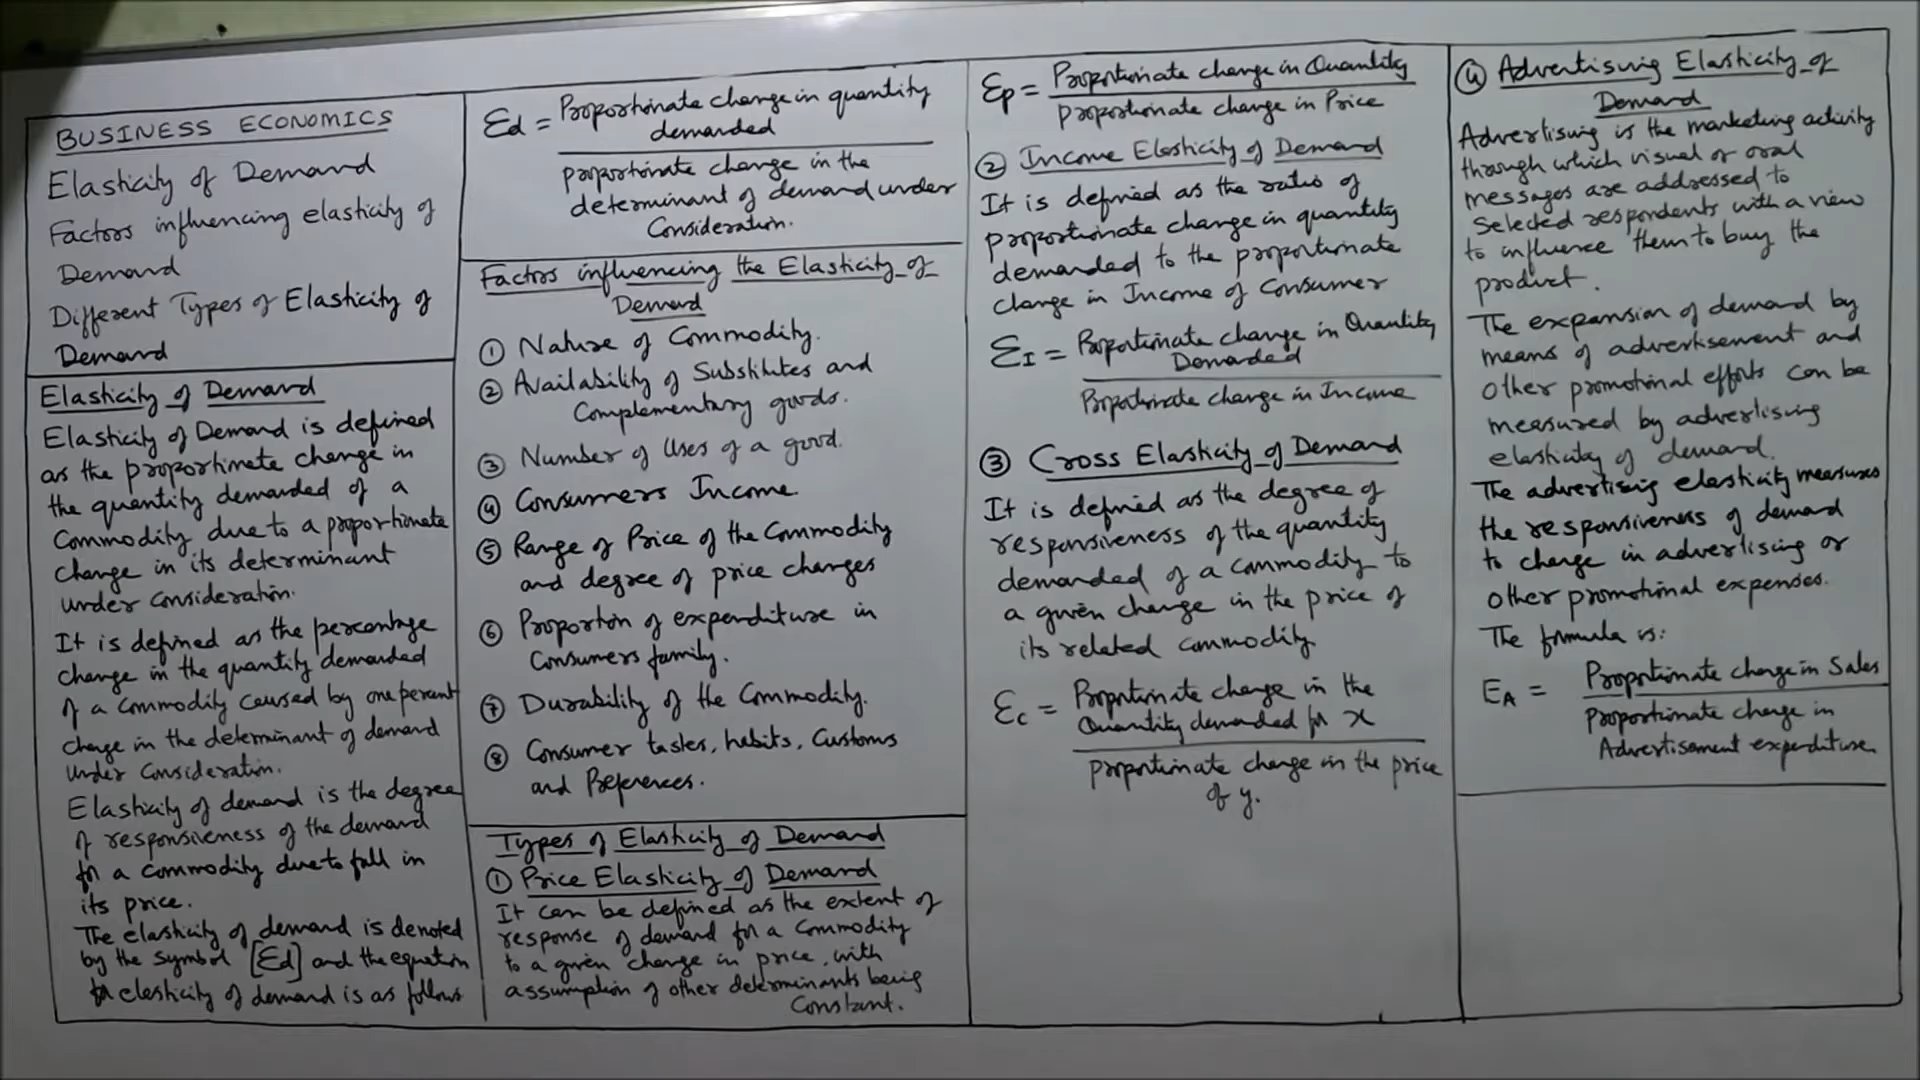 BUSINESS ECONOMICS
Elasticity of Demand
Factors influencing elasticity of
Demand
Different Types of Elasticity of
Demand
Elasticity of Demand
Elasticity of Demand is defined
as the proportinate change in
the quantity demanded of a
Commodity due to a proportionate
change in its determinant
under consideration.
It is defined as the percentage
change in the quantity demanded
of a Commodity caused by one percent
change in the determinant of demand
under consideration.
Elasticity of demand is the degree
of responsiveness of the demand
for a commodity due to fall in
its price.
The elasticity of demand is denoted
by the symbol [Ed] and the equation
for elasticity of demand is as follows
Ed = Proportionate change in quantity
demanded
proportionate change in the
determinant of demand under
Consideration.
Factors influencing the Elasticity of
Demand
① Nature of Commodity.
② Availability of Substitutes and
Complementary goods.
③ Number of Uses of a good.
④ Consumers Income.
⑤ Range of Price of the Commodity
and degree of price changes
⑥ Proportion of expenditure in
Consumers family.
⑦ Durability of the Commodity.
⑧ Consumer tastes, habits, Customs
and Preferences.
Types of Elasticity of Demand
① Price Elasticity of Demand
It can be defined as the extent of
response of demand for a Commodity
to a given change in price, with
assumption of other determinants being
Constant.
Ep = Proportionate change in Quantity
proportionate change in Price
② Income Elasticity of Demand
It is defined as the ratio of
proportionate change in quantity
demanded to the proportionate
change in Income of Consumer
EI = Proportionate change in Quantity
Demanded
Proportionate change in Income
③ Cross Elasticity of Demand
It is defined as the degree of
responsiveness of the quantity
demanded of a commodity to
a given change in the price of
its related commodity
Ec = Proportionate change in the
Quantity demanded for x
proportionate change in the price
of y.
④ Advertising Elasticity of
Demand
Advertising is the marketing activity
through which visual or oral
messages are addressed to
Selected respondents with a view
to influence them to buy the
product.
The expansion of demand by
means of advertisement and
other promotional efforts can be
measured by advertising
elasticity of demand.
The advertising elasticity measures
the responsiveness of demand
to change in advertising or
other promotional expenses.
The formula is:
EA = Proportionate change in Sales
Proportionate change in
Advertisement expenditure